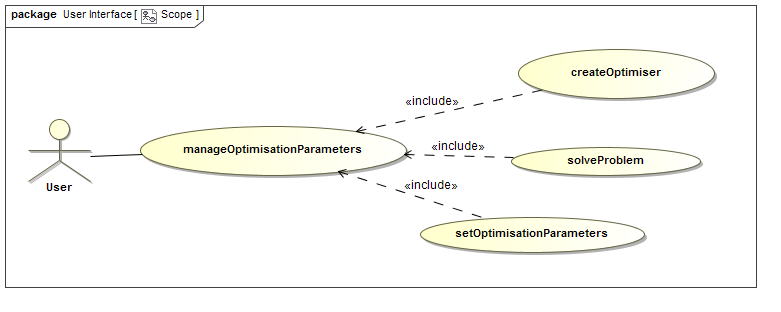 package User Interface [ Scope ]
createOptimiser
«include»
manageOptimisationParameters
«include»
solveProblem
«include»
User
setOptimisationParameters